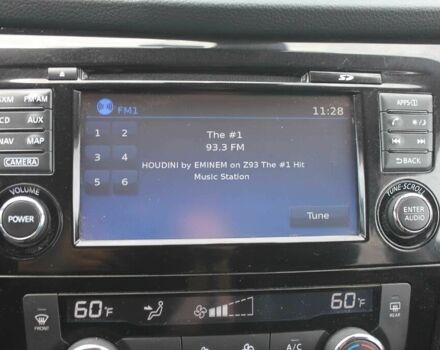 FM1
11:28
1 2
3 4
5 6
The #1
93.3 FM
HOUDINI by EMINEM on Z93 The #1 Hit
Music Station
Tune
SXM FM·AM
CD AUX
NAV MAP
CAMERA
VOLUME
POWER
SD
APPS
BACK
TUNE·SCROLL
ENTER
AUDIO
FRONT
60°F
60°F
REAR
A/C